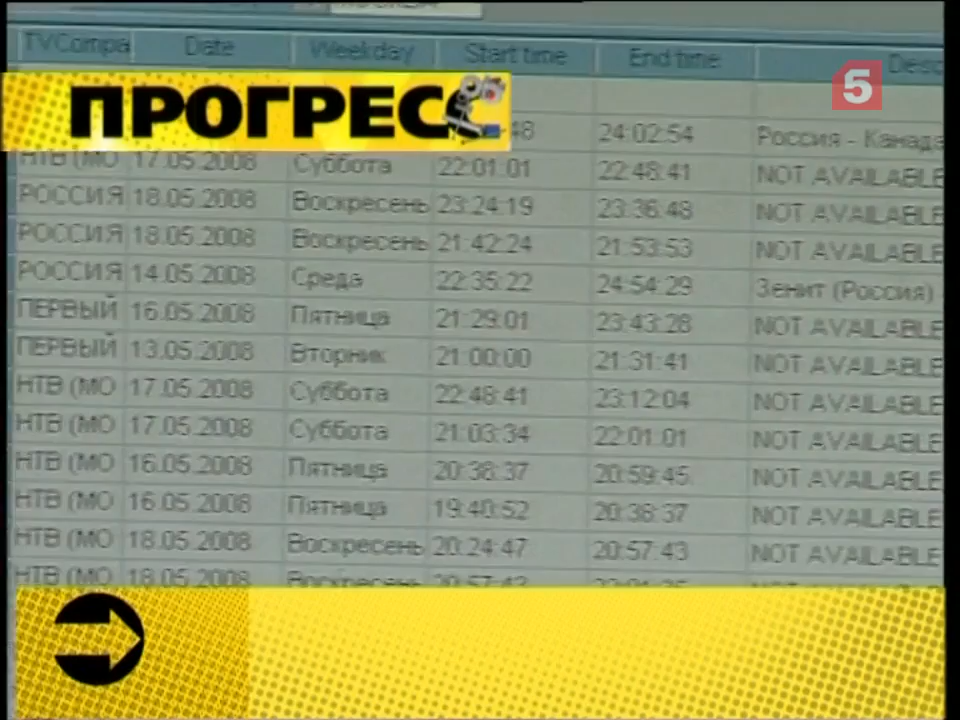 TVCompa Date Weekday Start time End time Desc
ПРОГРЕСС
5
48 24:02:54 Россия - Канада
НТВ (МО 17.05.2008 Суббота 22:01:01 22:48:41 NOT AVAILABLE
РОССИЯ 18.05.2008 Воскресень 23:24:19 23:36:48 NOT AVAILABLE
РОССИЯ 18.05.2008 Воскресень 21:42:24 21:53:53 NOT AVAILABLE
РОССИЯ 14.05.2008 Среда 22:35:22 24:54:29 Зенит (Россия)
ПЕРВЫЙ 16.05.2008 Пятница 21:29:01 23:43:28 NOT AVAILABLE
ПЕРВЫЙ 13.05.2008 Вторник 21:00:00 21:31:41 NOT AVAILABLE
НТВ (МО 17.05.2008 Суббота 22:48:41 23:12:04 NOT AVAILABLE
НТВ (МО 17.05.2008 Суббота 21:03:34 22:01:01 NOT AVAILABLE
НТВ (МО 16.05.2008 Пятница 20:38:37 20:59:45 NOT AVAILABLE
НТВ (МО 16.05.2008 Пятница 19:40:52 20:38:37 NOT AVAILABLE
НТВ (МО 18.05.2008 Воскресень 20:24:47 20:57:43 NOT AVAILABLE
НТВ (МО 18.05.2008 Воскресень 20:57:43